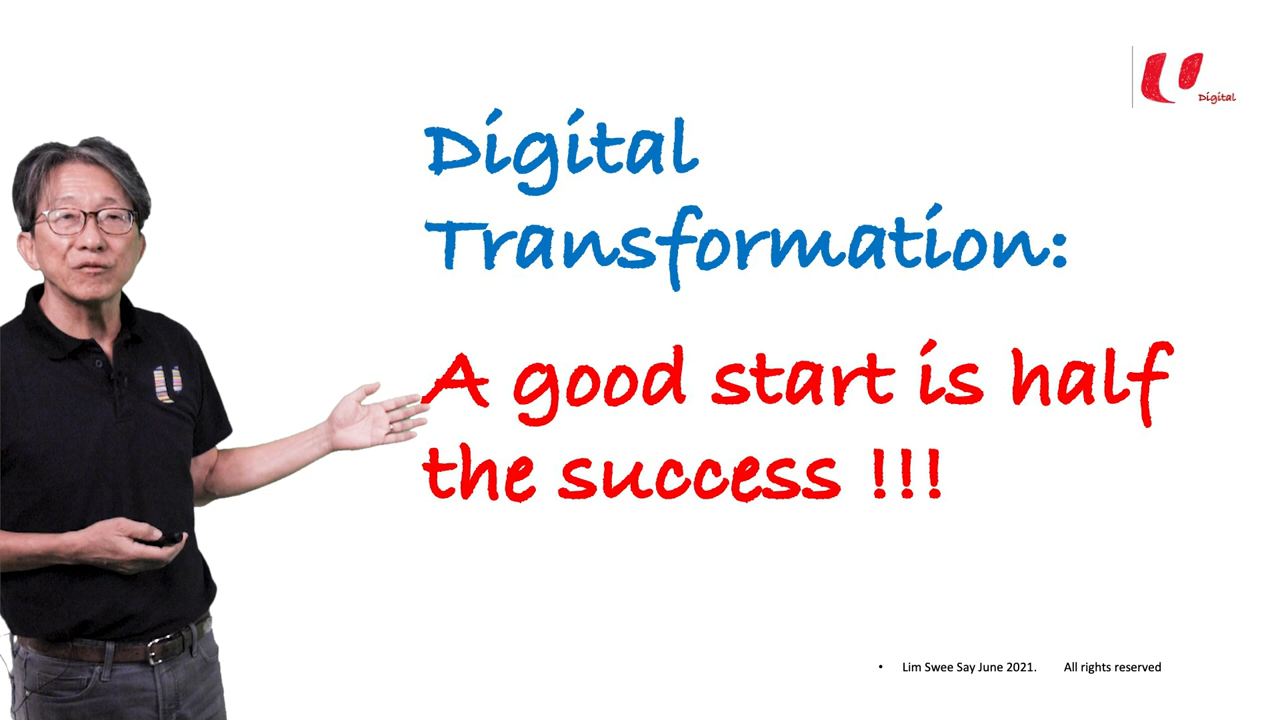 Digital
Digital
Transformation:
A good start is half
the success !!!
• Lim Swee Say June 2021. All rights reserved